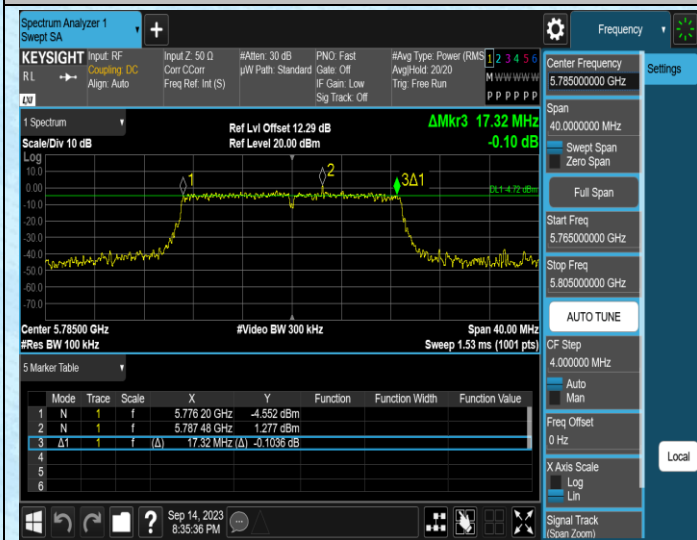 Spectrum Analyzer 1
Swept SA
Frequency
KEYSIGHT
RL
Input: RF
Coupling: DC
Align: Auto
Input Z: 50 Ω
Corr CCorr
Freq Ref: Int (S)
#Atten: 30 dB
µW Path: Standard
PNO: Fast
Gate: Off
IF Gain: Low
Sig Track: Off
#Avg Type: Power (RMS
Avg|Hold: 20/20
Trig: Free Run
1 2 3 4 5 6
M W W W W W
P P P P P P
1 Spectrum
Scale/Div 10 dB
Ref Lvl Offset 12.29 dB
Ref Level 20.00 dBm
ΔMkr3 17.32 MHz
-0.10 dB
Log
10.0
0.00
-10.0
-20.0
-30.0
-40.0
-50.0
-60.0
-70.0
1
2
3Δ1
DL1 -4.72 dBm
Center 5.78500 GHz
#Res BW 100 kHz
#Video BW 300 kHz
Span 40.00 MHz
Sweep 1.53 ms (1001 pts)
5 Marker Table
Mode Trace Scale X Y Function Function Width Function Value
1 N 1 f 5.776 20 GHz -4.552 dBm
2 N 1 f 5.787 48 GHz 1.277 dBm
3 Δ1 1 f (Δ) 17.32 MHz (Δ) -0.1036 dB
4
5
6
Sep 14, 2023
8:35:36 PM
Center Frequency
5.785000000 GHz
Span
40.0000000 MHz
Swept Span
Zero Span
Full Span
Start Freq
5.765000000 GHz
Stop Freq
5.805000000 GHz
AUTO TUNE
CF Step
4.000000 MHz
Auto
Man
Freq Offset
0 Hz
X Axis Scale
Log
Lin
Signal Track
(Span Zoom)
Settings
Local